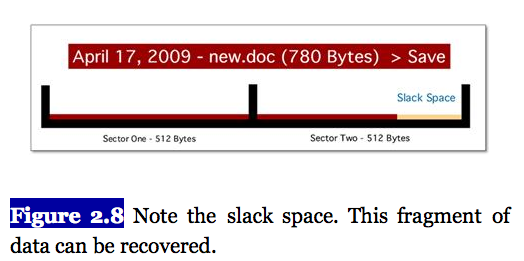 April 17, 2009 - new.doc (780 Bytes) > Save
Slack Space
Sector One - 512 Bytes
Sector Two - 512 Bytes
Figure 2.8 Note the slack space. This fragment of
data can be recovered.